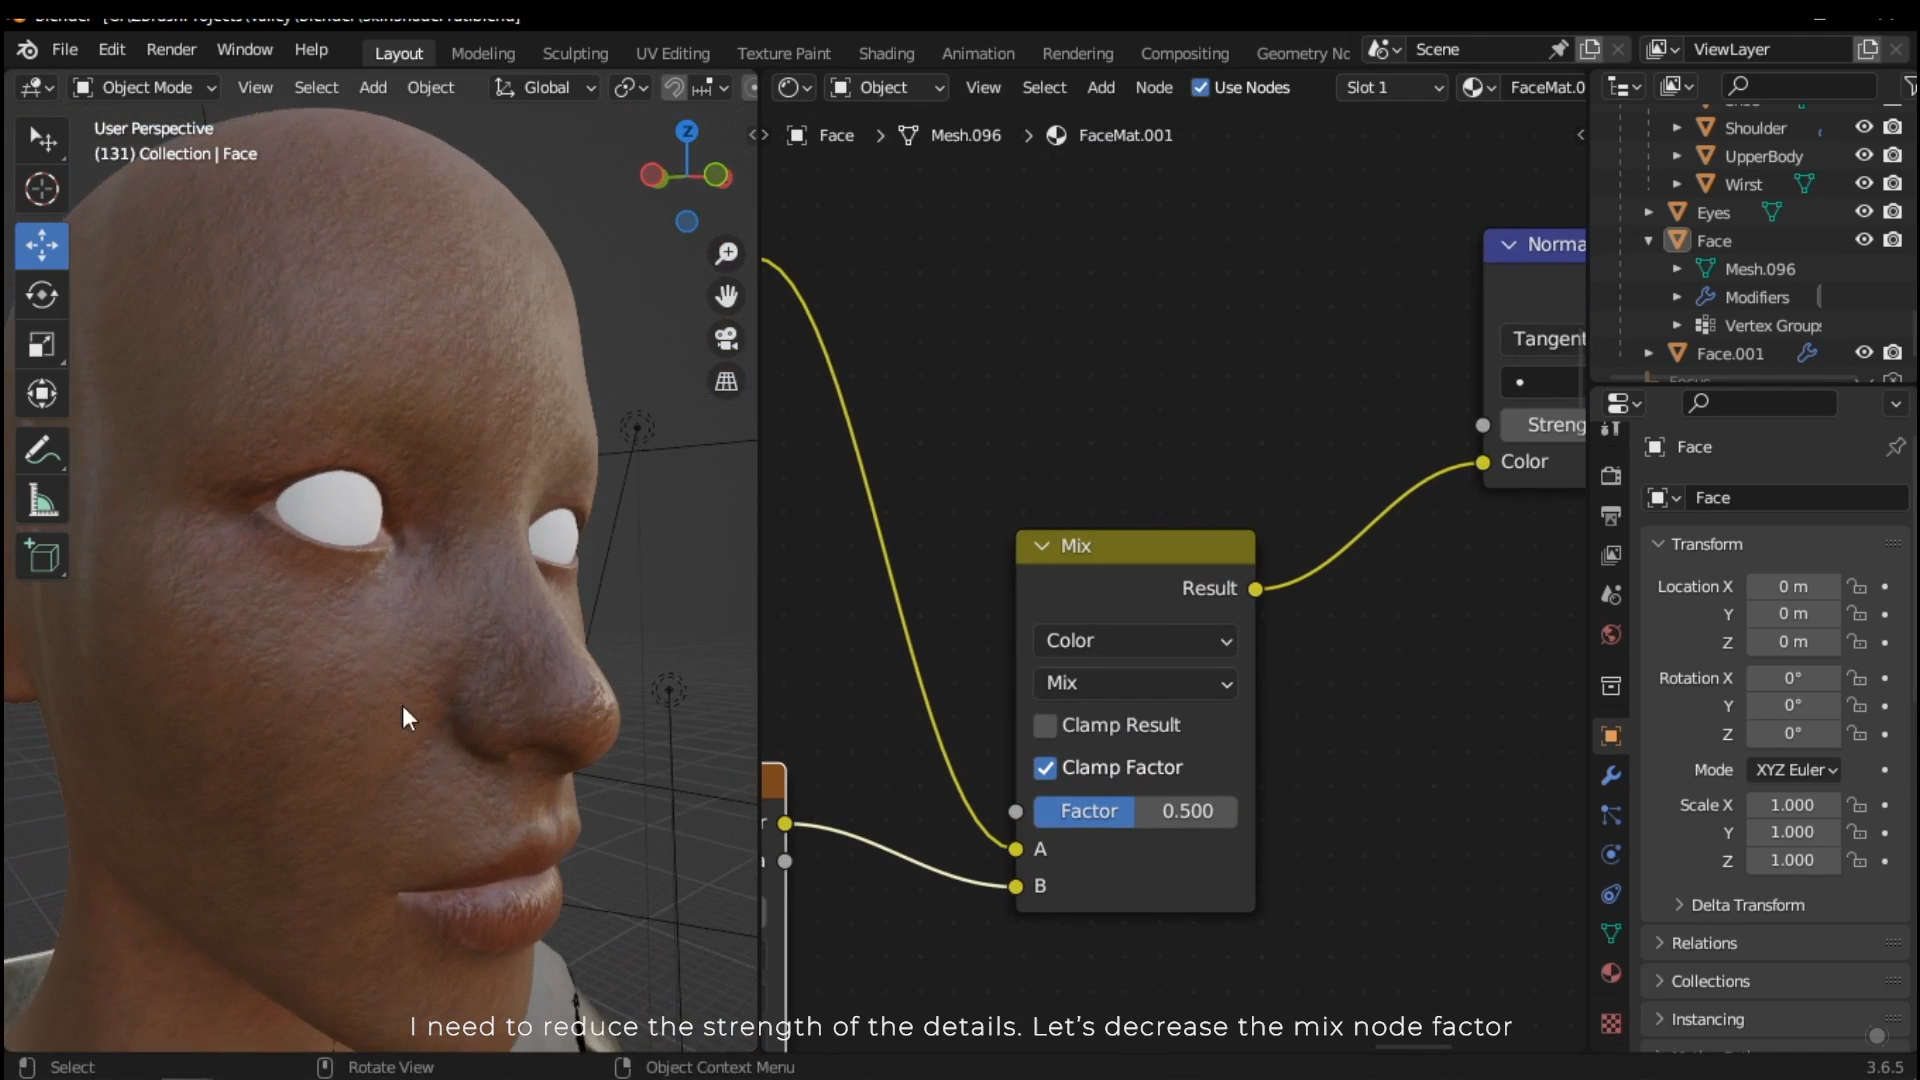 File Edit Render Window Help
Layout Modeling Sculpting UV Editing Texture Paint Shading Animation Rendering Compositing Geometry No
Scene
ViewLayer
Object Mode View Select Add Object Global
Object View Select Add Node Use Nodes Slot 1 FaceMat.0
User Perspective
(131) Collection | Face
Z
Face > Mesh.096 > FaceMat.001
Norma
Tangent
Streng
Color
Mix
Result
Color
Mix
Clamp Result
Clamp Factor
Factor 0.500
A
B
Shoulder
UpperBody
Wirst
Eyes
Face
Mesh.096
Modifiers
Vertex Group
Face.001
Face
Face
Transform
Location X 0 m
Y 0 m
Z 0 m
Rotation X 0°
Y 0°
Z 0°
Mode XYZ Euler
Scale X 1.000
Y 1.000
Z 1.000
Delta Transform
Relations
Collections
Instancing
I need to reduce the strength of the details. Let's decrease the mix node factor
Select Rotate View Object Context Menu 3.6.5